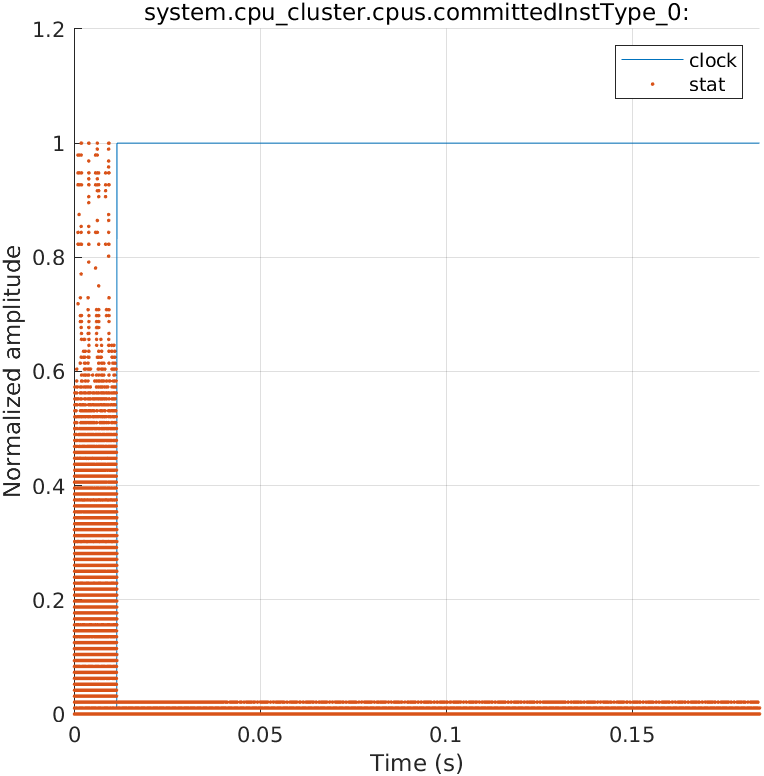 system.cpu_cluster.cpus.committedInstType_0:
1.2
clock
stat
1
0.8
0.6
0.4
0.2
0
Normalized amplitude
0
0.05
0.1
0.15
Time (s)